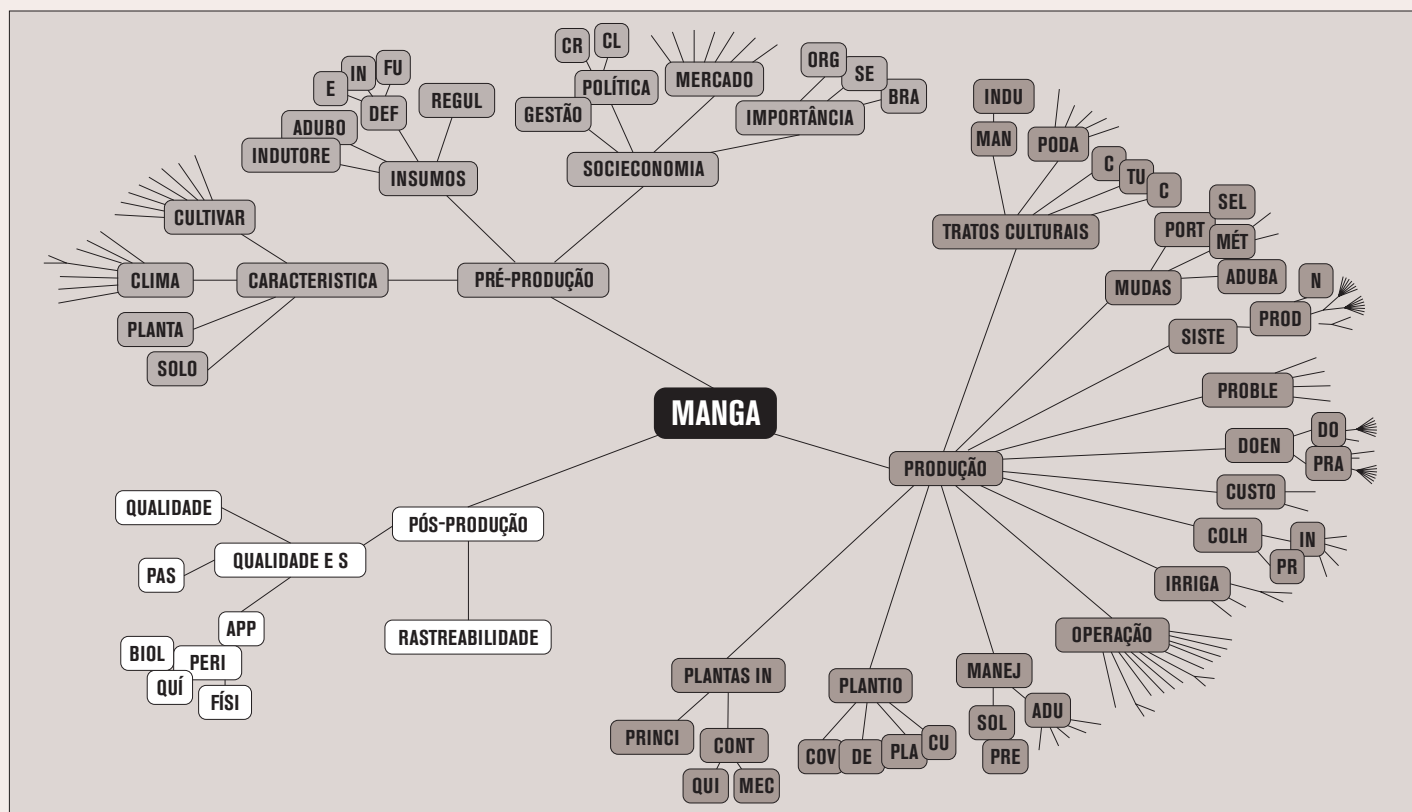 MANGA
PRÉ-PRODUÇÃO
CARACTERISTICA
CULTIVAR
CLIMA
PLANTA
SOLO
INSUMOS
INDUTORE
ADUBO
DEF
E
IN
FU
REGUL
SOCIECONOMIA
GESTÃO
POLÍTICA
CR
CL
MERCADO
IMPORTÂNCIA
ORG
SE
BRA
PRODUÇÃO
TRATOS CULTURAIS
MAN
INDU
PODA
C
TU
C
MUDAS
PORT
SEL
MÉT
ADUBA
SISTE
PROD
N
PROBLE
DOEN
DO
PRA
CUSTO
COLH
IN
PR
IRRIGA
OPERAÇÃO
MANEJ
SOL
PRE
ADU
PLANTIO
COV
DE
PLA
CU
PLANTAS IN
PRINCI
CONT
QUI
MEC
PÓS-PRODUÇÃO
QUALIDADE E S
QUALIDADE
PAS
APP
PERI
BIOL
QUÍ
FÍSI
RASTREABILIDADE